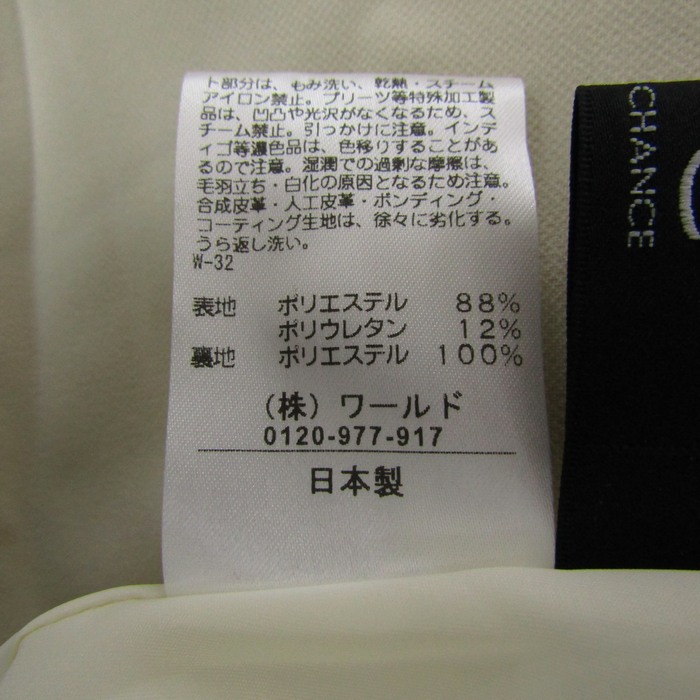 ト部分は、もみ洗い、乾熱・スチーム
アイロン禁止。プリーツ等特殊加工製
品は、凹凸や光沢がなくなるため、ス
チーム禁止。引っかけに注意。インデ
ィゴ等濃色品は、色移りすることがあ
るので注意。湿潤での過剰な摩擦は、
毛羽立ち・白化の原因となるため注意。
合成皮革・人工皮革・ボンディング・
コーティング生地は、徐々に劣化する。
うら返し洗い。
W-32
表地 ポリエステル 88%
ポリウレタン 12%
裏地 ポリエステル 100%
(株)ワールド
0120-977-917
日本製
CHANCE